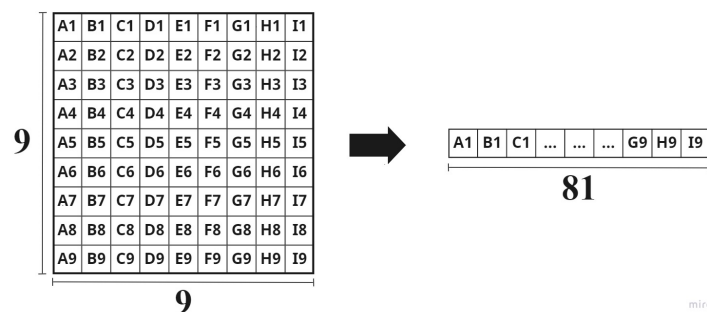 A1 B1 C1 D1 E1 F1 G1 H1 I1
A2 B2 C2 D2 E2 F2 G2 H2 I2
A3 B3 C3 D3 E3 F3 G3 H3 I3
A4 B4 C4 D4 E4 F4 G4 H4 I4
A5 B5 C5 D5 E5 F5 G5 H5 I5
A6 B6 C6 D6 E6 F6 G6 H6 I6
A7 B7 C7 D7 E7 F7 G7 H7 I7
A8 B8 C8 D8 E8 F8 G8 H8 I8
A9 B9 C9 D9 E9 F9 G9 H9 I9
9
9
A1 B1 C1 ... ... ... G9 H9 I9
81